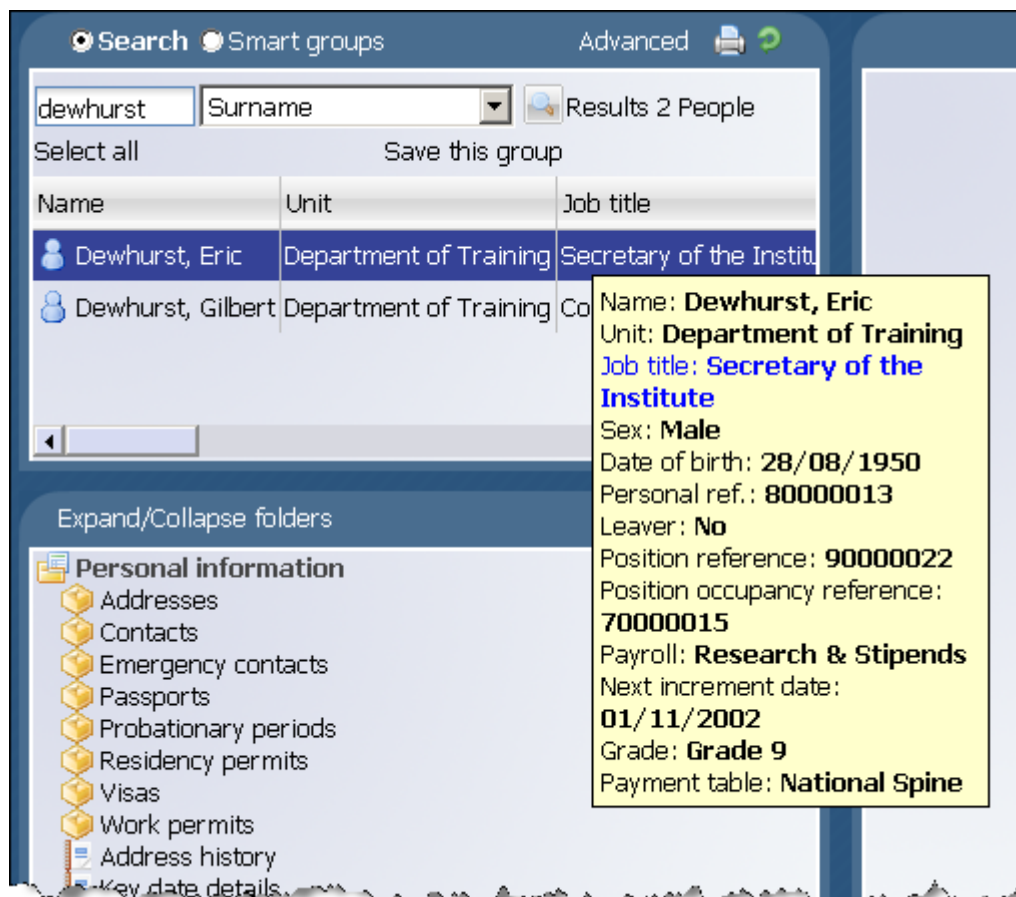 Search Smart groups Advanced
dewhurst Surname Results 2 People
Select all Save this group
Name Unit Job title
Dewhurst, Eric Department of Training Secretary of the Institu
Dewhurst, Gilbert Department of Training Co
Name: Dewhurst, Eric
Unit: Department of Training
Job title: Secretary of the
Institute
Sex: Male
Date of birth: 28/08/1950
Personal ref.: 80000013
Leaver: No
Position reference: 90000022
Position occupancy reference:
70000015
Payroll: Research & Stipends
Next increment date:
01/11/2002
Grade: Grade 9
Payment table: National Spine
Expand/Collapse folders
Personal information
Addresses
Contacts
Emergency contacts
Passports
Probationary periods
Residency permits
Visas
Work permits
Address history
Key date details